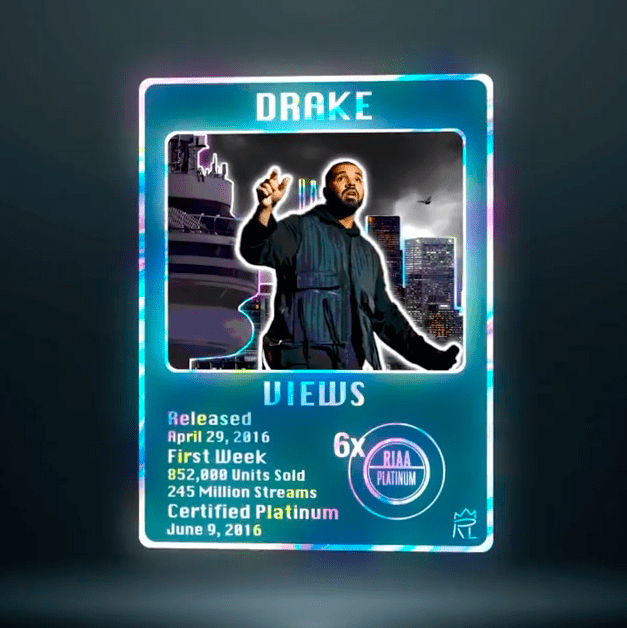 DRAKE
VIEWS
Released
April 29, 2016
First Week
852,000 Units Sold
245 Million Streams
Certified Platinum
June 9, 2016
6x
RIAA
PLATINUM
RL